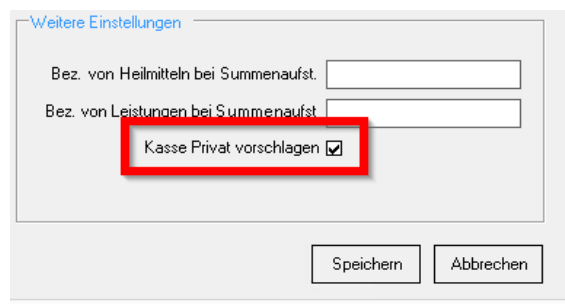 Weitere Einstellungen
Bez. von Heilmitteln bei Summenaufst.
Bez. von Leistungen bei Summenaufst
Kasse Privat vorschlagen
Speichern
Abbrechen